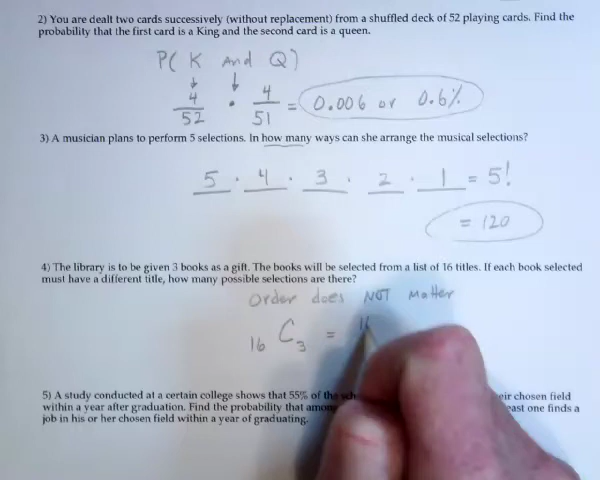 2) You are dealt two cards successively (without replacement) from a shuffled deck of 52 playing cards. Find the
probability that the first card is a King and the second card is a queen.
P( K And Q)
4/52 • 4/51 = 0.006 or 0.6%
3) A musician plans to perform 5 selections. In how many ways can she arrange the musical selections?
5 · 4 · 3 · 2 · 1 = 5!
= 120
4) The library is to be given 3 books as a gift. The books will be selected from a list of 16 titles. If each book selected
must have a different title, how many possible selections are there?
Order does NOT Matter
16 C 3 = 16
5) A study conducted at a certain college shows that 55% of the chosen field
within a year after graduation. Find the probability that among finds a
job in his or her chosen field within a year of graduating.